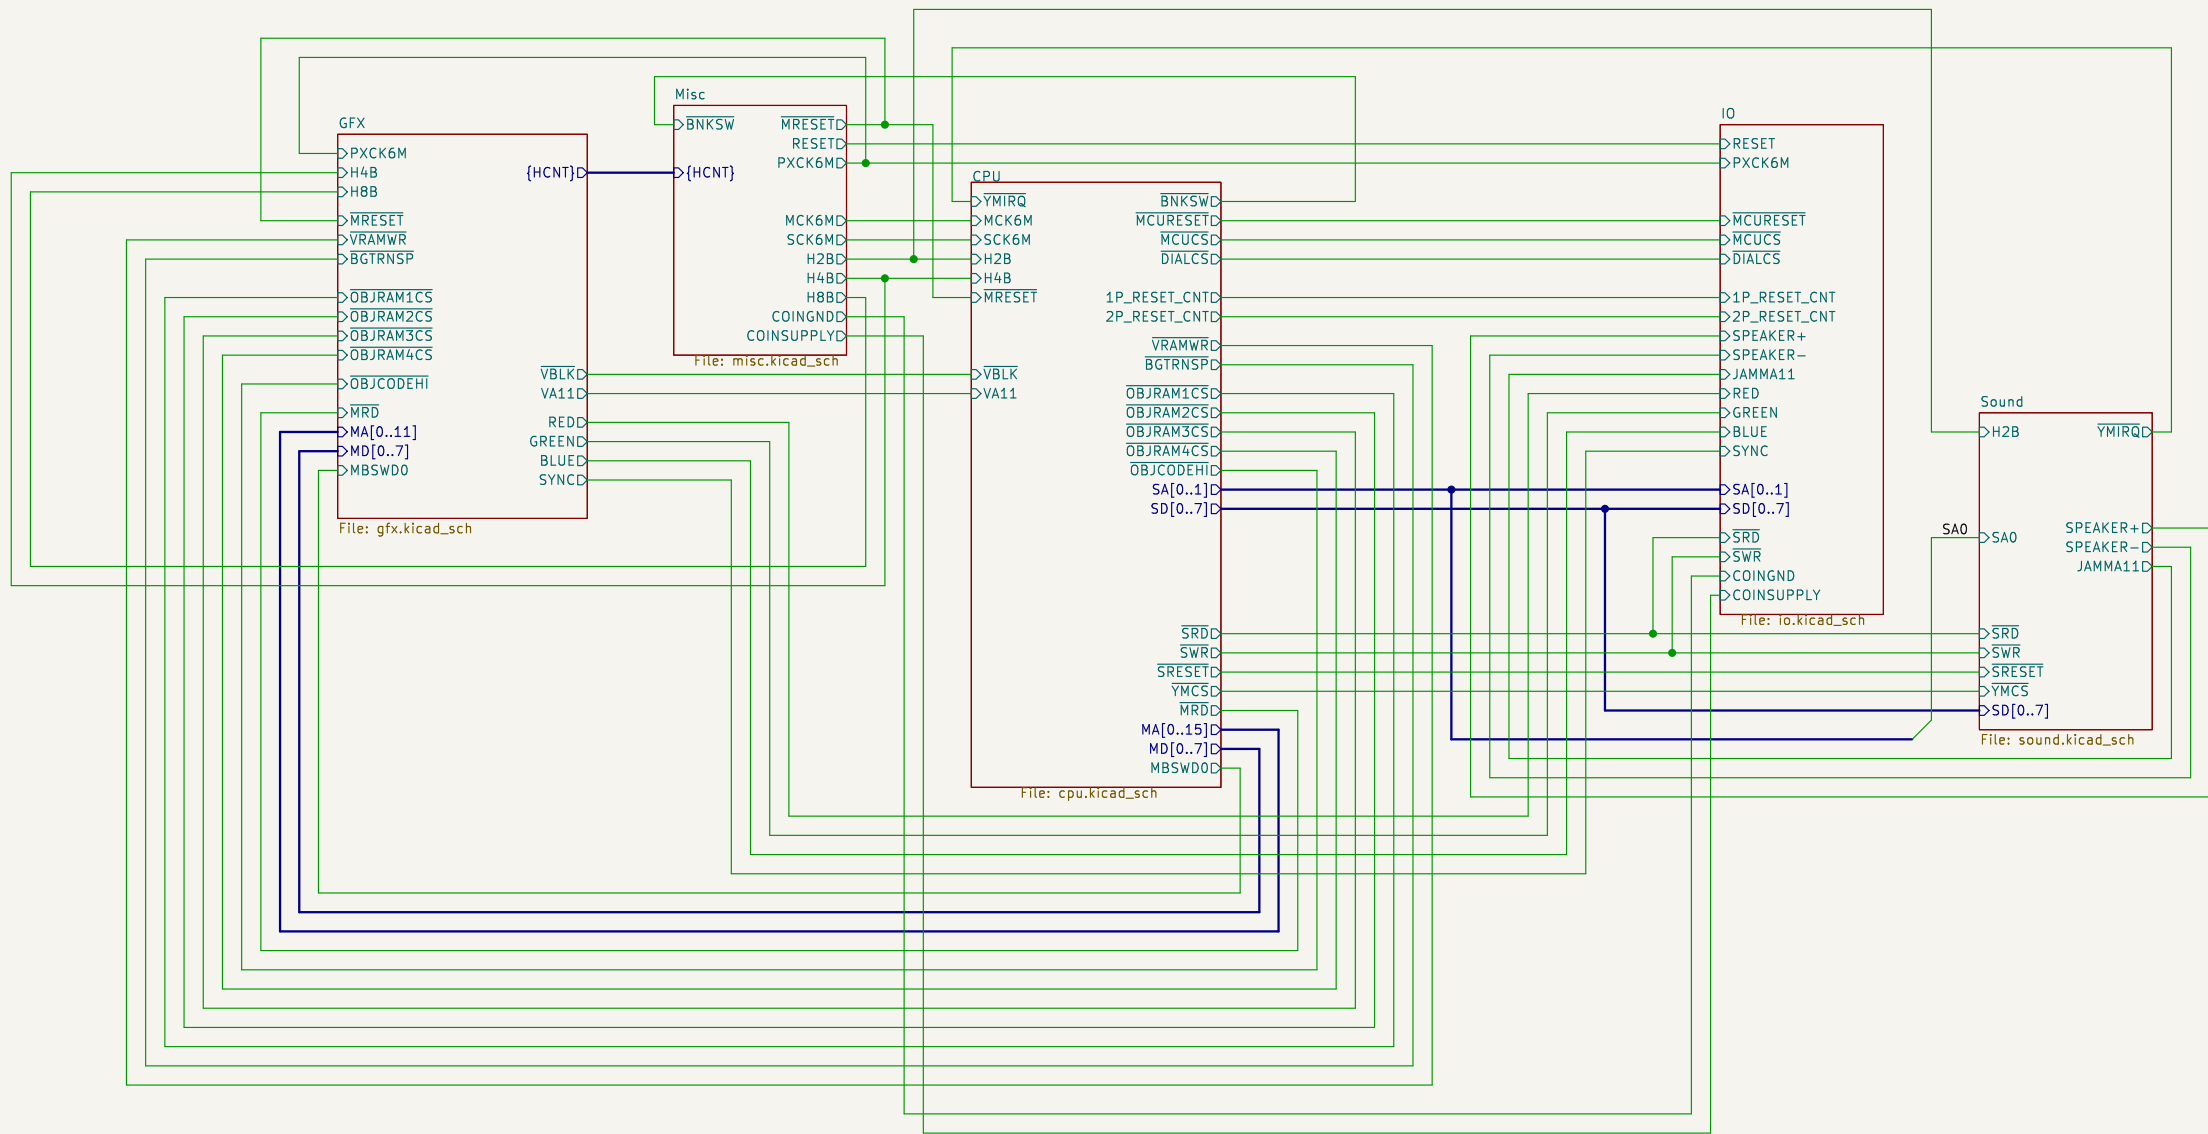 GFX
PXCK6M
H4B
H8B
MRESET
VRAMWR
BGTRNSP
OBJRAM1CS
OBJRAM2CS
OBJRAM3CS
OBJRAM4CS
OBJCODEHI
MRD
MA[0..11]
MD[0..7]
MBSWD0
{HCNT}
VBLK
VA11
RED
GREEN
BLUE
SYNC
File: gfx.kicad_sch
Misc
BNKSW
{HCNT}
MRESET
RESET
PXCK6M
MCK6M
SCK6M
H2B
H4B
H8B
COINGND
COINSUPPLY
File: misc.kicad_sch
CPU
YMIRQ
MCK6M
SCK6M
H2B
H4B
MRESET
VBLK
VA11
BNKSW
MCURESET
MCUCS
DIALCS
1P_RESET_CNT
2P_RESET_CNT
VRAMWR
BGTRNSP
OBJRAM1CS
OBJRAM2CS
OBJRAM3CS
OBJRAM4CS
OBJCODEHI
SA[0..1]
SD[0..7]
SRD
SWR
SRESET
YMCS
MRD
MA[0..15]
MD[0..7]
MBSWD0
File: cpu.kicad_sch
IO
RESET
PXCK6M
MCURESET
MCUCS
DIALCS
1P_RESET_CNT
2P_RESET_CNT
SPEAKER+
SPEAKER-
JAMMA11
RED
GREEN
BLUE
SYNC
SA[0..1]
SD[0..7]
SRD
SWR
COINGND
COINSUPPLY
File: io.kicad_sch
Sound
H2B
SA0
SA0
SRD
SWR
SRESET
YMCS
SD[0..7]
YMIRQ
SPEAKER+
SPEAKER-
JAMMA11
File: sound.kicad_sch